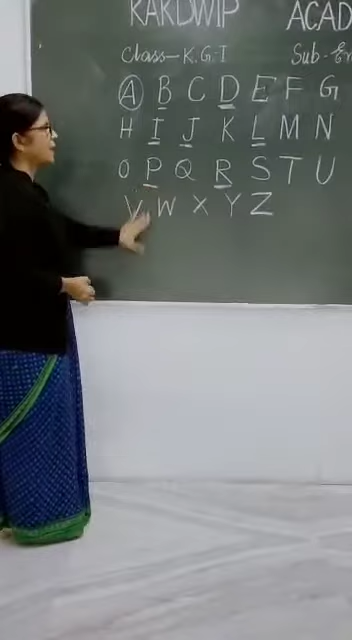 KAKDWIP ACAD
Class - K.G.I Sub - En
A B C D E F G
H I J K L M N
O P Q R S T U
V W X Y Z